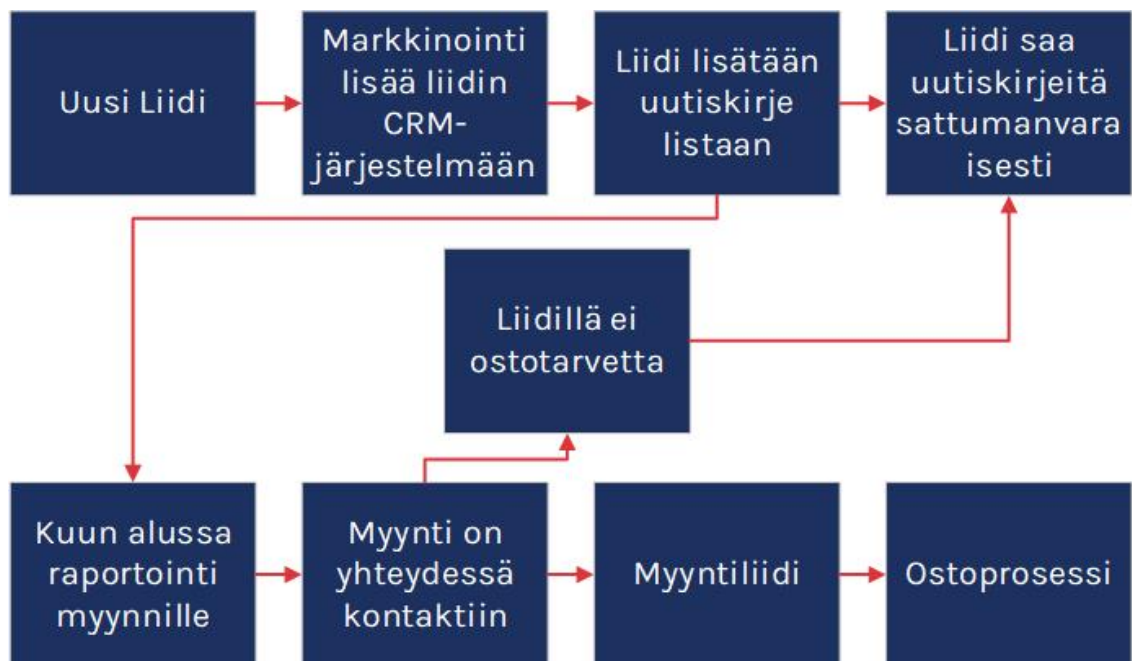 Uusi Liidi
Markkinointi
lisää liidin
CRM-
järjestelmään
Liidi lisätään
uutiskirje
listaan
Liidi saa
uutiskirjeitä
sattumanvara
isesti
Liidillä ei
ostotarvetta
Kuun alussa
raportointi
myynnille
Myynti on
yhteydessä
kontaktiin
Myyntiliidi
Ostoprosessi